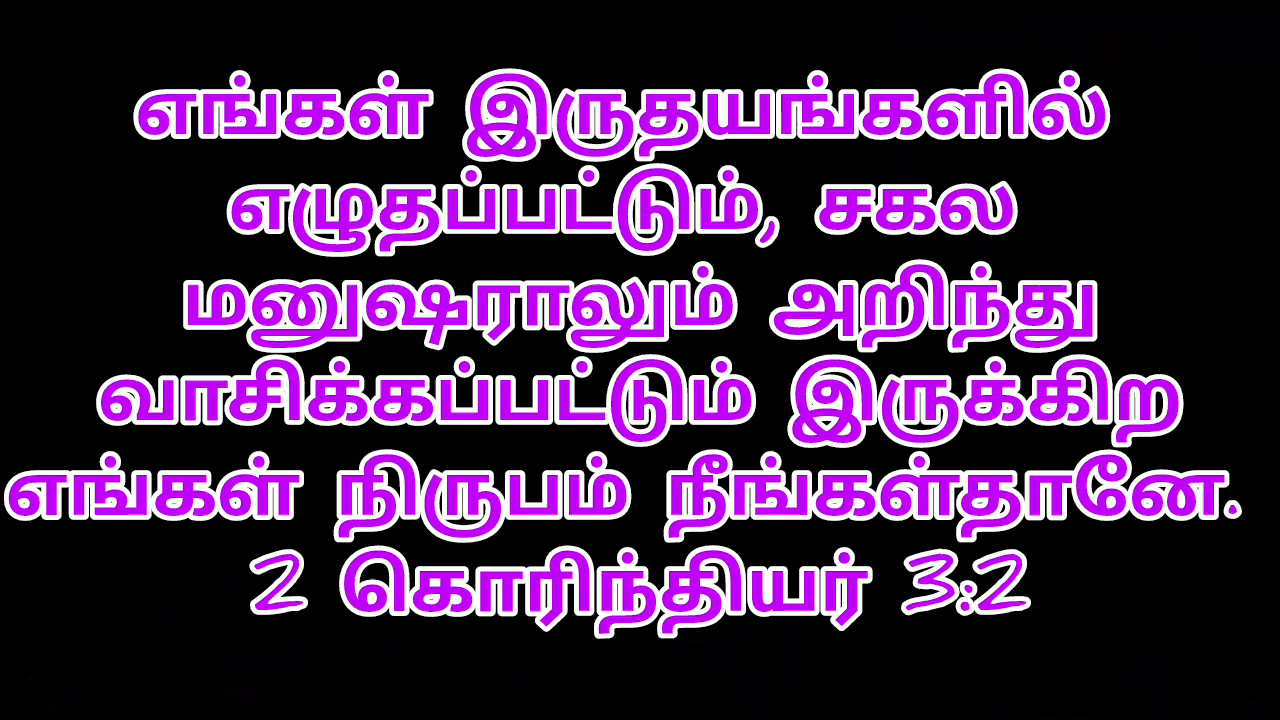 எங்கள் இருதயங்களில்
எழுதப்பட்டும், சகல
மனுஷராலும் அறிந்து
வாசிக்கப்பட்டும் இருக்கிற
எங்கள் நிருபம் நீங்கள்தானே.
2 கொரிந்தியர் 3:2